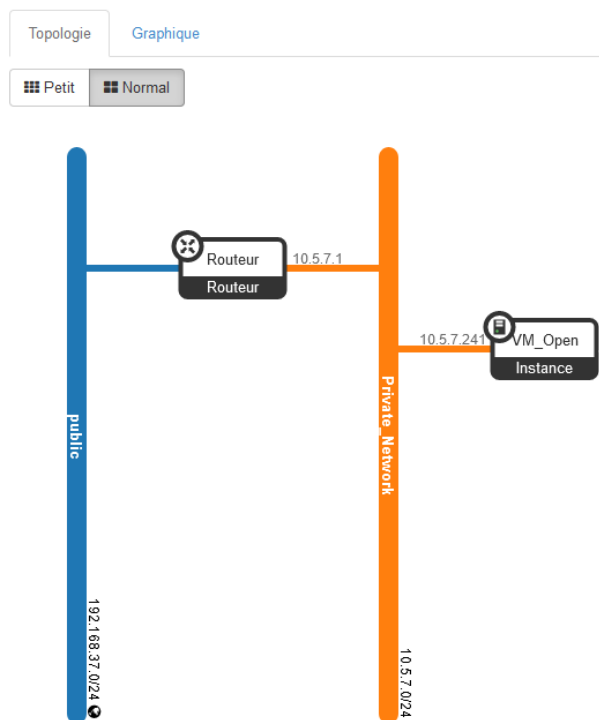 Topologie
Graphique
Petit
Normal
Routeur
Routeur
10.5.7.1
10.5.7.241
VM_Open
Instance
public
Private_Network
192.168.37.0/24
10.5.7.0/24